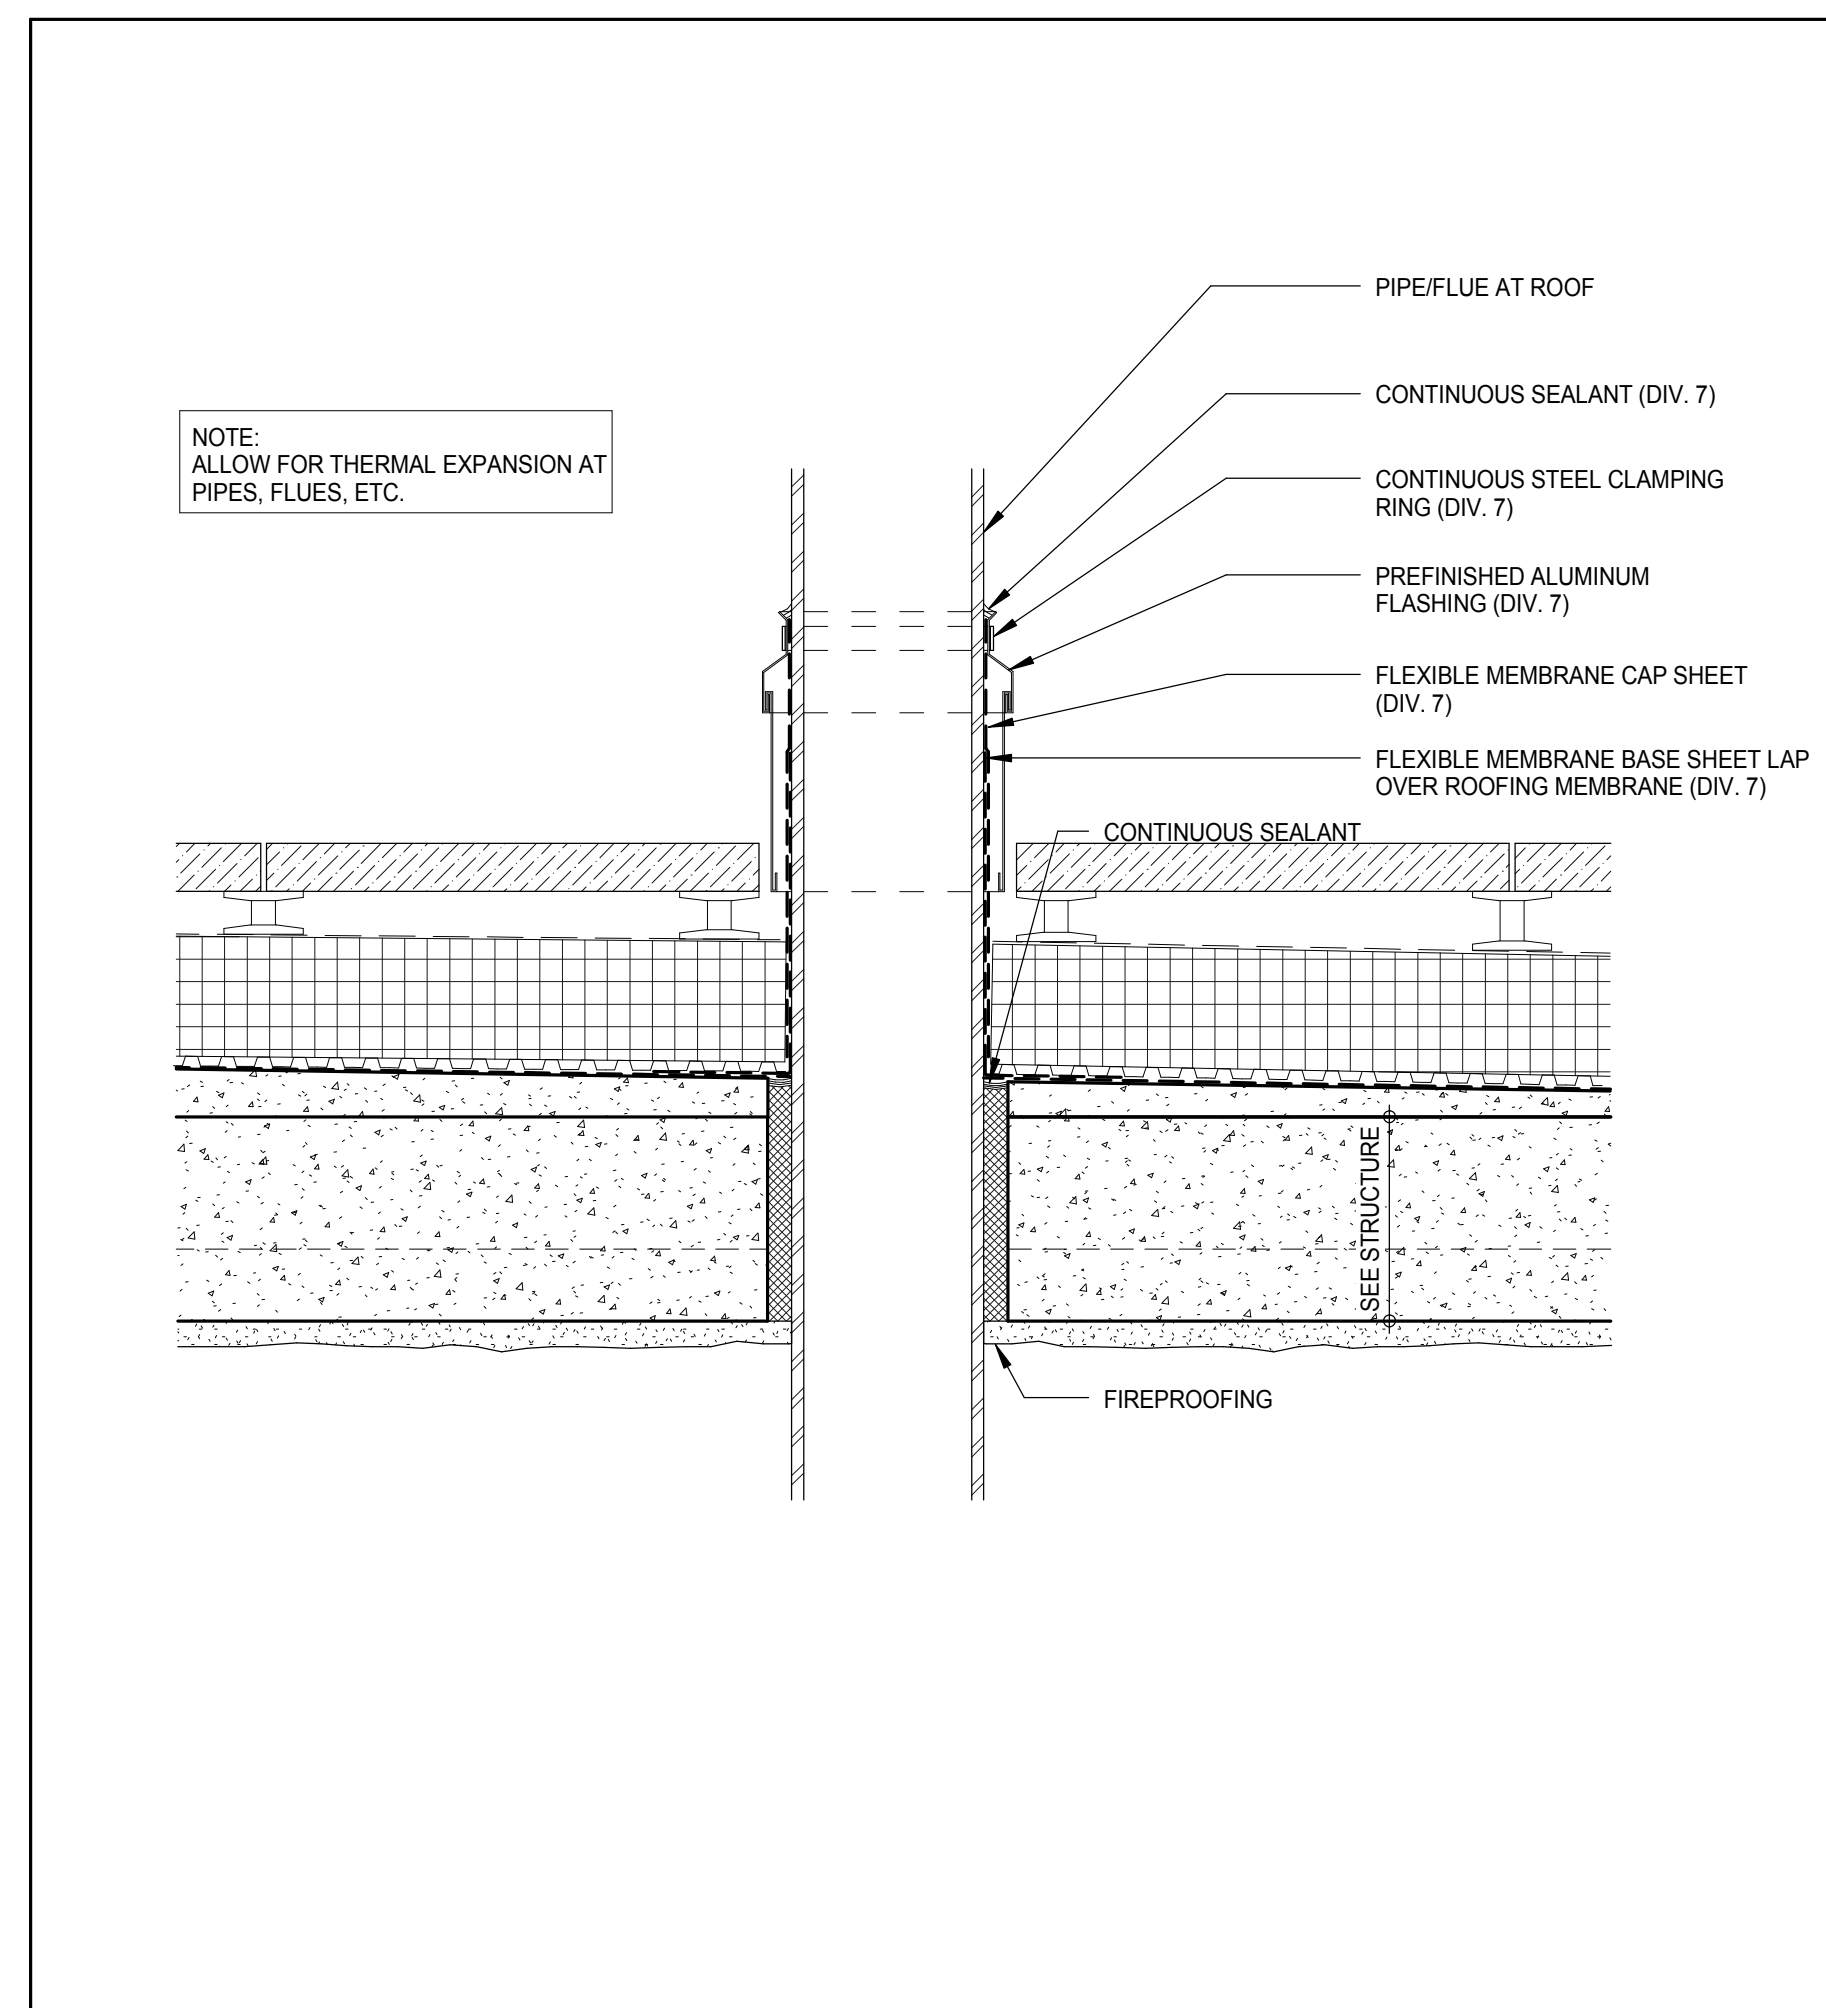 NOTE:
ALLOW FOR THERMAL EXPANSION AT
PIPES, FLUES, ETC.
PIPE/FLUE AT ROOF
CONTINUOUS SEALANT (DIV. 7)
CONTINUOUS STEEL CLAMPING
RING (DIV. 7)
PREFINISHED ALUMINUM
FLASHING (DIV. 7)
FLEXIBLE MEMBRANE CAP SHEET
(DIV. 7)
FLEXIBLE MEMBRANE BASE SHEET LAP
OVER ROOFING MEMBRANE (DIV. 7)
CONTINUOUS SEALANT
SEE STRUCTURE
FIREPROOFING